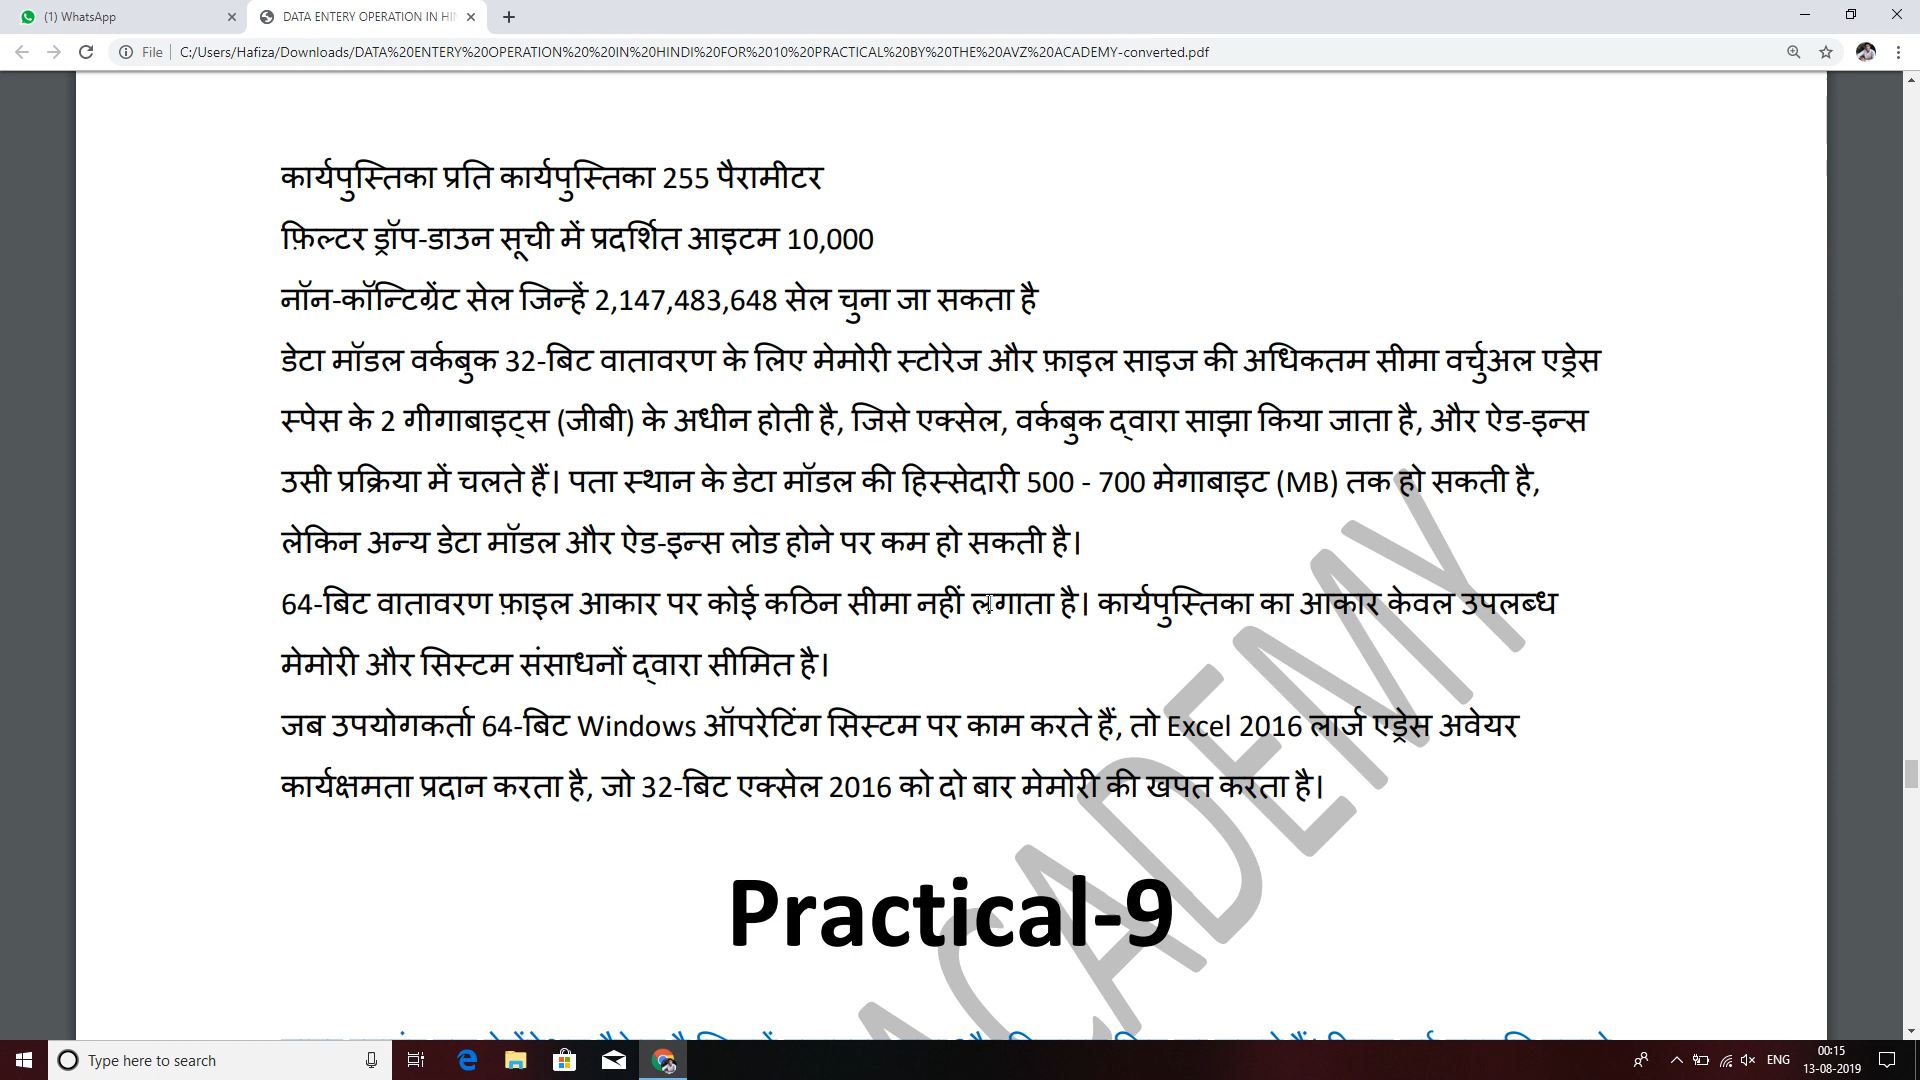 (1) WhatsApp
DATA ENTERY OPERATION IN HIN
File C:/Users/Hafiza/Downloads/DATA%20ENTERY%20OPERATION%20%20IN%20HINDI%20FOR%2010%20PRACTICAL%20BY%20THE%20AVZ%20ACADEMY-converted.pdf
कार्यपुस्तिका प्रति कार्यपुस्तिका 255 पैरामीटर
फ़िल्टर ड्रॉप-डाउन सूची में प्रदर्शित आइटम 10,000
नॉन-कॉन्टिग्रेंट सेल जिन्हें 2,147,483,648 सेल चुना जा सकता है
डेटा मॉडल वर्कबुक 32-बिट वातावरण के लिए मेमोरी स्टोरेज और फ़ाइल साइज की अधिकतम सीमा वर्चुअल एड्रेस
स्पेस के 2 गीगाबाइट्स (जीबी) के अधीन होती है, जिसे एक्सेल, वर्कबुक द्वारा साझा किया जाता है, और ऐड-इन्स
उसी प्रक्रिया में चलते हैं। पता स्थान के डेटा मॉडल की हिस्सेदारी 500 - 700 मेगाबाइट (MB) तक हो सकती है,
लेकिन अन्य डेटा मॉडल और ऐड-इन्स लोड होने पर कम हो सकती है।
64-बिट वातावरण फ़ाइल आकार पर कोई कठिन सीमा नहीं लगाता है। कार्यपुस्तिका का आकार केवल उपलब्ध
मेमोरी और सिस्टम संसाधनों द्वारा सीमित है।
जब उपयोगकर्ता 64-बिट Windows ऑपरेटिंग सिस्टम पर काम करते हैं, तो Excel 2016 लार्ज एड्रेस अवेयर
कार्यक्षमता प्रदान करता है, जो 32-बिट एक्सेल 2016 को दो बार मेमोरी की खपत करता है।
ACADEMY
Practical-9
Type here to search
ENG
00:15
13-08-2019